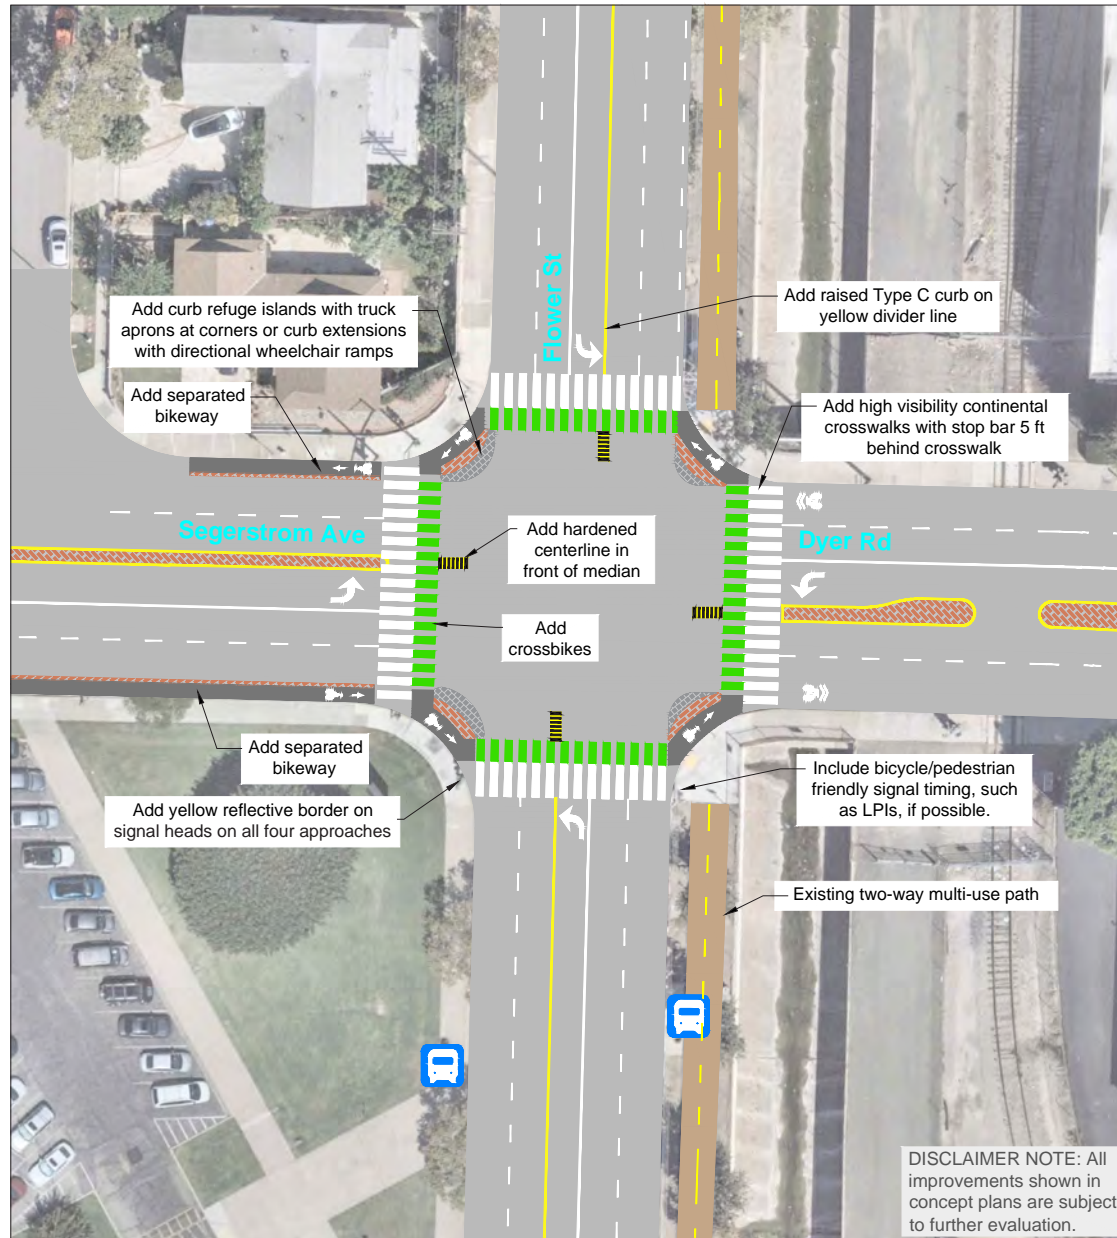 Flower St
Add raised Type C curb on
yellow divider line
Add curb refuge islands with truck
aprons at corners or curb extensions
with directional wheelchair ramps
Add separated
bikeway
Add high visibility continental
crosswalks with stop bar 5 ft
behind crosswalk
Segerstrom Ave
Add hardened
centerline in
front of median
Dyer Rd
Add
crossbikes
Add separated
bikeway
Include bicycle/pedestrian
friendly signal timing, such
as LPIs, if possible.
Add yellow reflective border on
signal heads on all four approaches
Existing two-way multi-use path
DISCLAIMER NOTE: All
improvements shown in
concept plans are subject
to further evaluation.